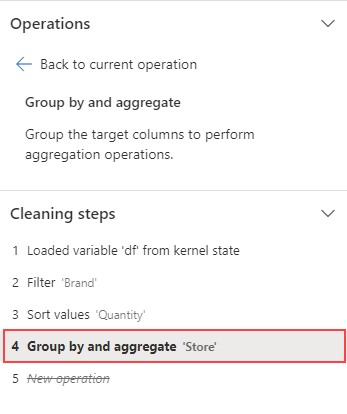 Operations
Back to current operation
Group by and aggregate
Group the target columns to perform
aggregation operations.
Cleaning steps
1 Loaded variable 'df' from kernel state
2 Filter 'Brand'
3 Sort values 'Quantity'
4 Group by and aggregate 'Store'
5 New operation